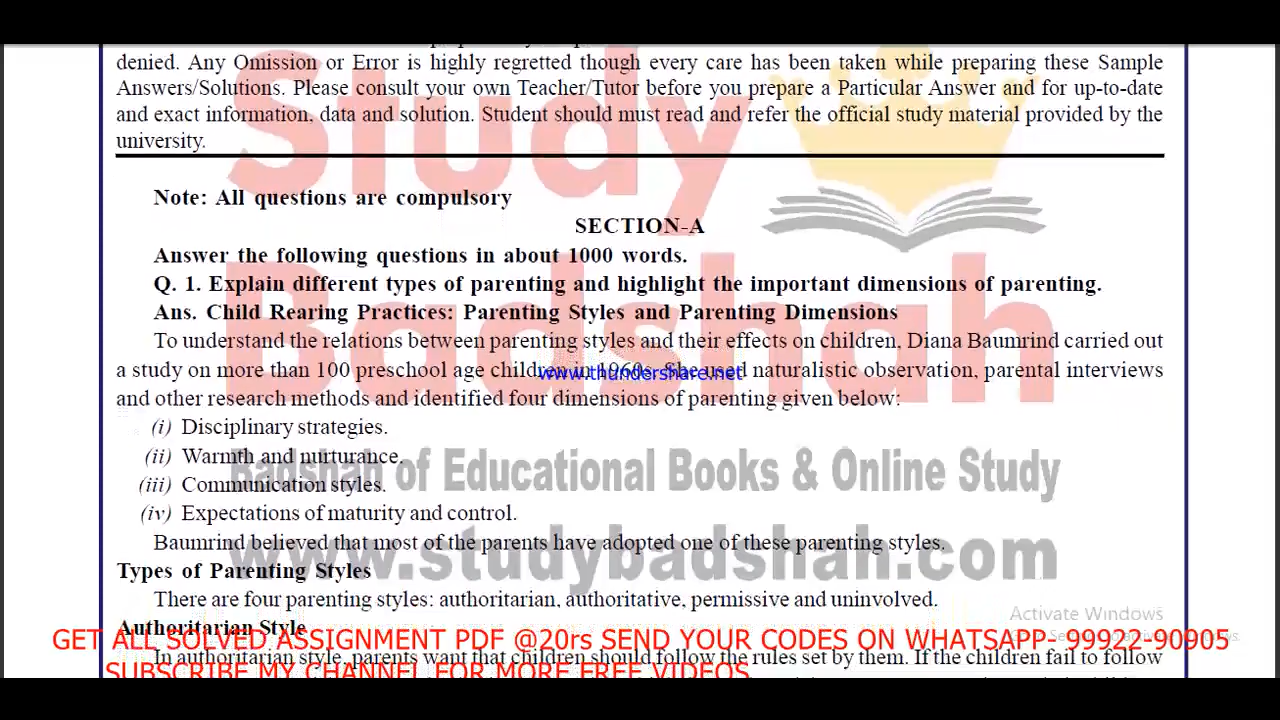 denied. Any Omission or Error is highly regretted though every care has been taken while preparing these Sample
Answers/Solutions. Please consult your own Teacher/Tutor before you prepare a Particular Answer and for up-to-date
and exact information, data and solution. Student should must read and refer the official study material provided by the
university.
Note: All questions are compulsory
SECTION-A
Answer the following questions in about 1000 words.
Q. 1. Explain different types of parenting and highlight the important dimensions of parenting.
Ans. Child Rearing Practices: Parenting Styles and Parenting Dimensions
To understand the relations between parenting styles and their effects on children, Diana Baumrind carried out
a study on more than 100 preschool age children in 1960s. She used naturalistic observation, parental interviews
www.thundershare.net
and other research methods and identified four dimensions of parenting given below:
(i) Disciplinary strategies.
(ii) Warmth and nurturance.
(iii) Communication styles.
(iv) Expectations of maturity and control.
Baumrind believed that most of the parents have adopted one of these parenting styles.
Types of Parenting Styles
There are four parenting styles: authoritarian, authoritative, permissive and uninvolved.
Authoritarian Style
In authoritarian style, parents want that children should follow the rules set by them. If the children fail to follow
Study
Badshah
Badshah of Educational Books & Online Study
www.studybadshah.com
Activate Windows
GET ALL SOLVED ASSIGNMENT PDF @20rs SEND YOUR CODES ON WHATSAPP- 99922-90905
SUBSCRIBE MY CHANNEL FOR MORE FREE VIDEOS